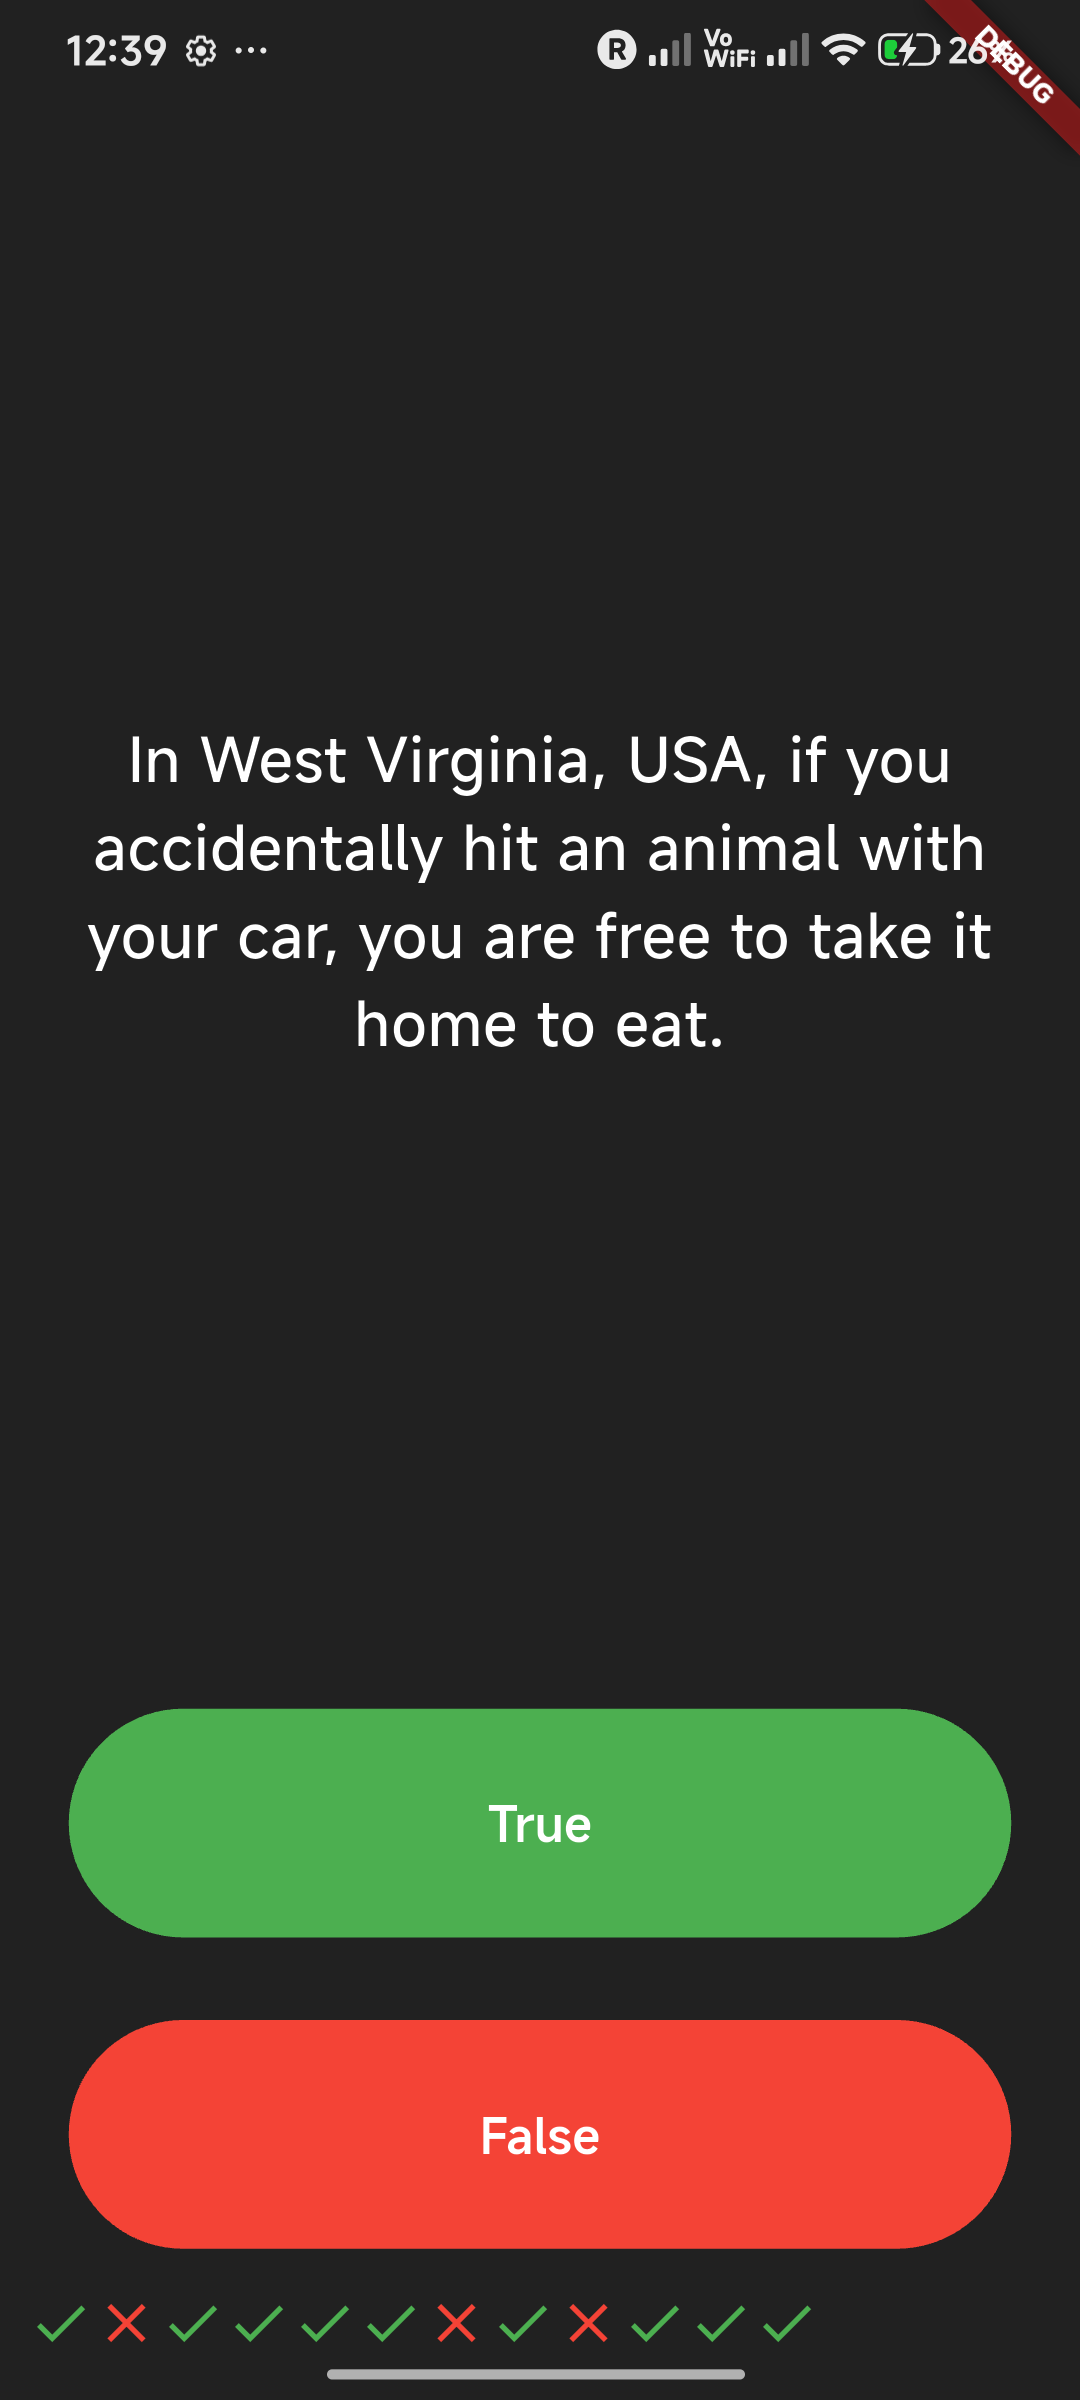 12:39 ... R Vo WiFi
DEBUG
In West Virginia, USA, if you
accidentally hit an animal with
your car, you are free to take it
home to eat.
True
False